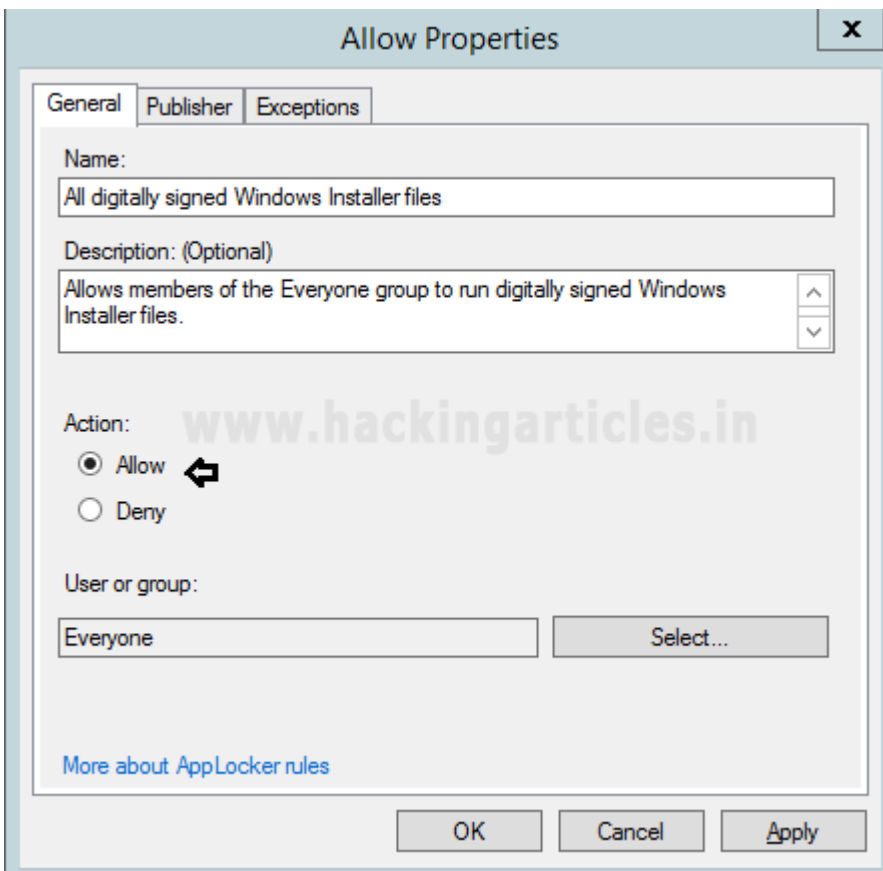 Allow Properties
x
General Publisher Exceptions
Name:
All digitally signed Windows Installer files
Description: (Optional)
Allows members of the Everyone group to run digitally signed Windows
Installer files.
www.hackingarticles.in
Action:
Allow
Deny
User or group:
Everyone Select...
More about AppLocker rules
OK Cancel Apply